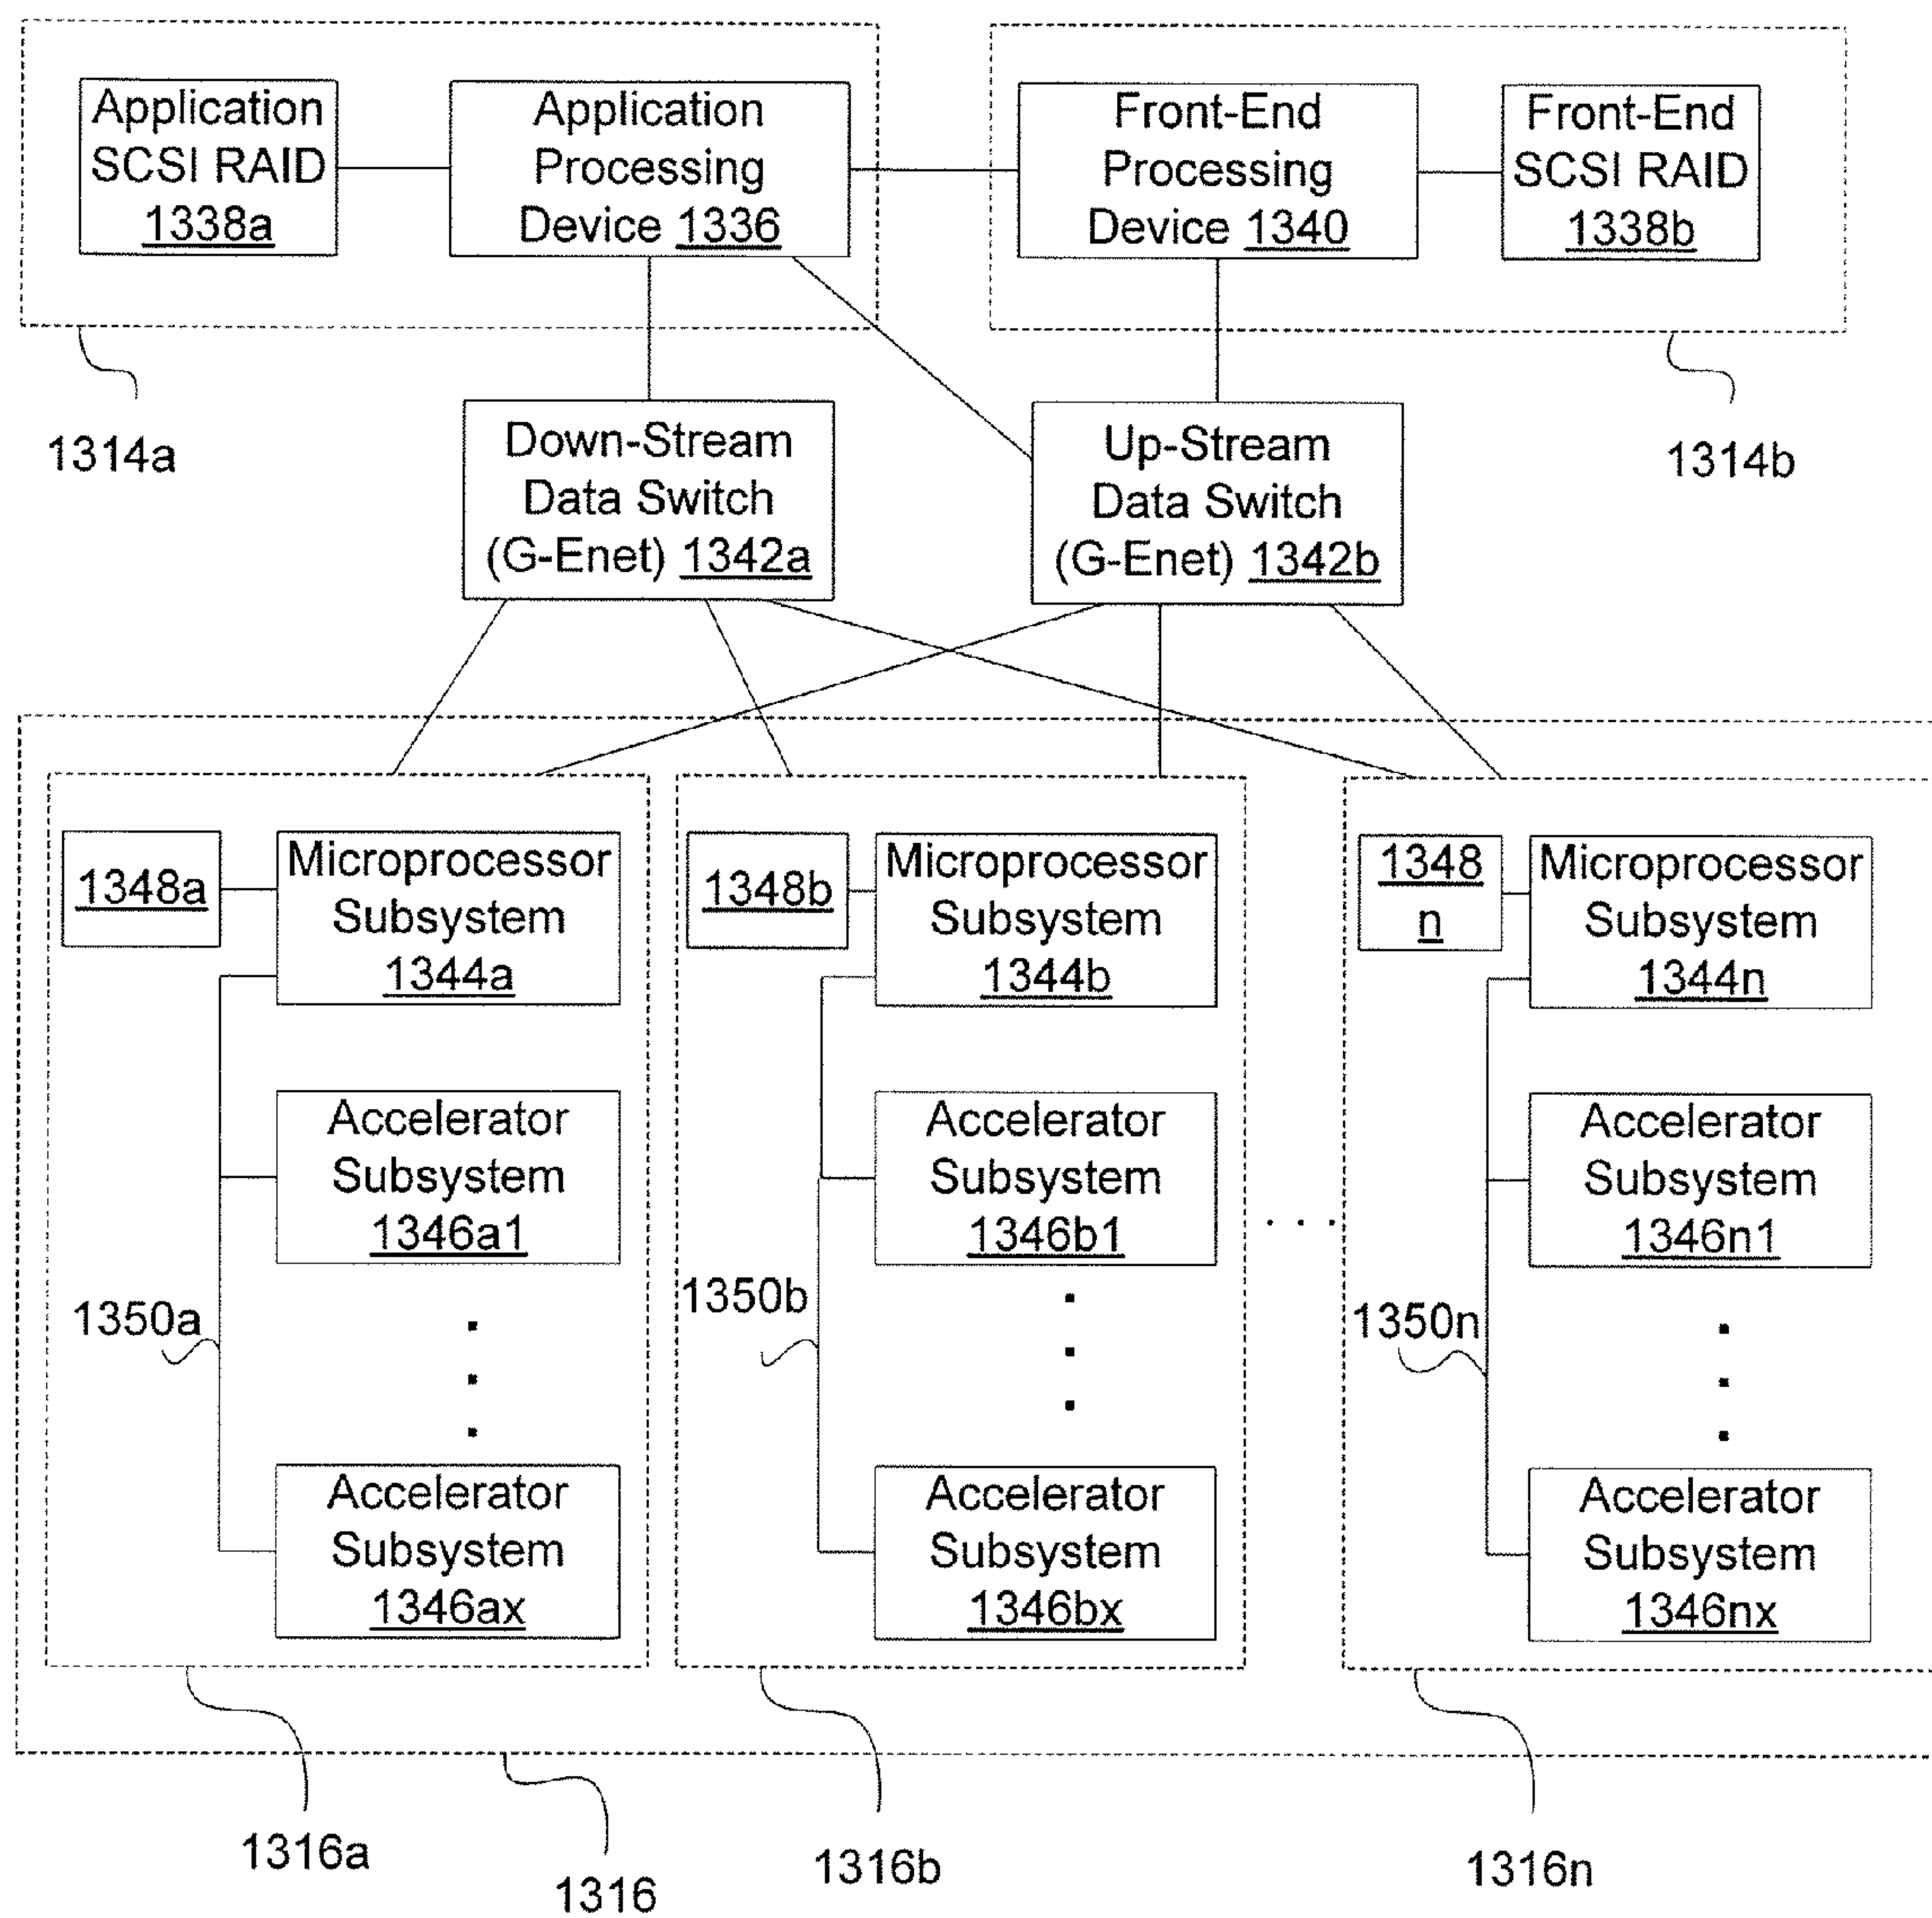 Application
SCSI RAID
1338a
Application
Processing
Device 1336
Front-End
Processing
Device 1340
Front-End
SCSI RAID
1338b
1314a
Down-Stream
Data Switch
(G-Enet) 1342a
Up-Stream
Data Switch
(G-Enet) 1342b
1314b
1348a
Microprocessor
Subsystem
1344a
1348b
Microprocessor
Subsystem
1344b
1348
n
Microprocessor
Subsystem
1344n
Accelerator
Subsystem
1346a1
Accelerator
Subsystem
1346b1
. . .
Accelerator
Subsystem
1346n1
1350a
1350b
1350n
Accelerator
Subsystem
1346ax
Accelerator
Subsystem
1346bx
Accelerator
Subsystem
1346nx
1316a
1316
1316b
1316n